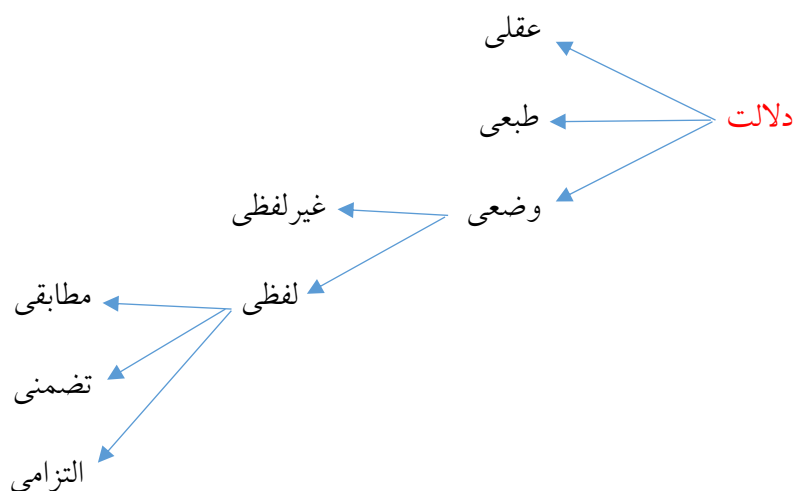 عقلی
دلالت
طبعی
وضعی
غیرلفظی
لفظی
مطابقی
تضمنی
التزامی